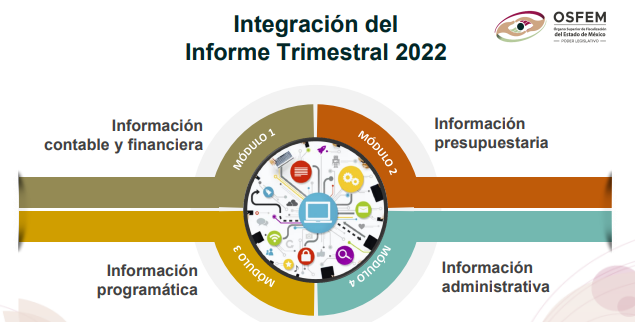 Integración del
Informe Trimestral 2022
OSFEM
Órgano Superior de Fiscalización
del Estado de México
PODER LEGISLATIVO
Información
contable y financiera
MÓDULO 1
MÓDULO 2
Información
presupuestaria
Información
programática
MÓDULO 3
MÓDULO 4
Información
administrativa